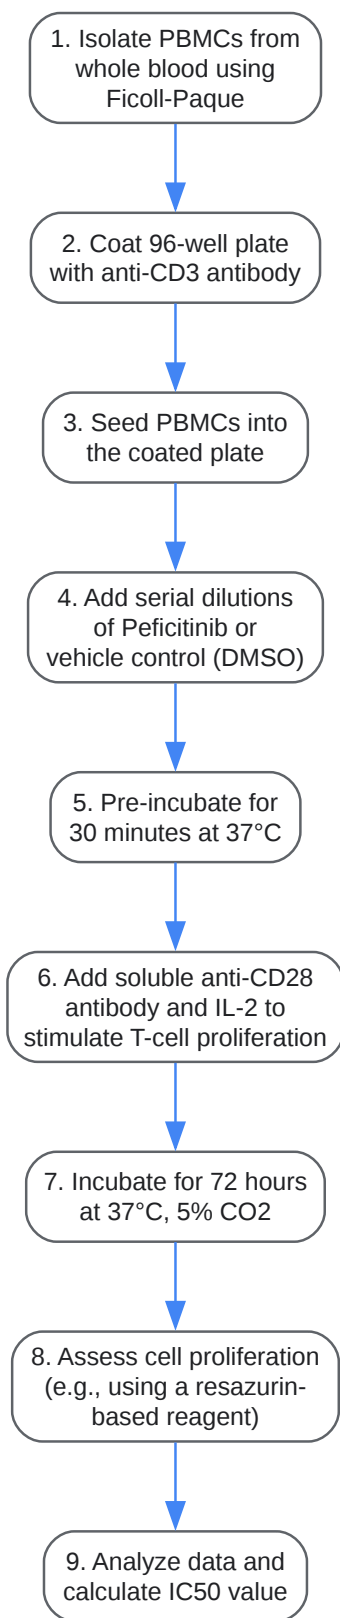 1. Isolate PBMCs from
whole blood using
Ficoll-Paque
2. Coat 96-well plate
with anti-CD3 antibody
3. Seed PBMCs into
the coated plate
4. Add serial dilutions
of Peficitinib or
vehicle control (DMSO)
5. Pre-incubate for
30 minutes at 37°C
6. Add soluble anti-CD28
antibody and IL-2 to
stimulate T-cell proliferation
7. Incubate for 72 hours
at 37°C, 5% CO2
8. Assess cell proliferation
(e.g., using a resazurin-
based reagent)
9. Analyze data and
calculate IC50 value